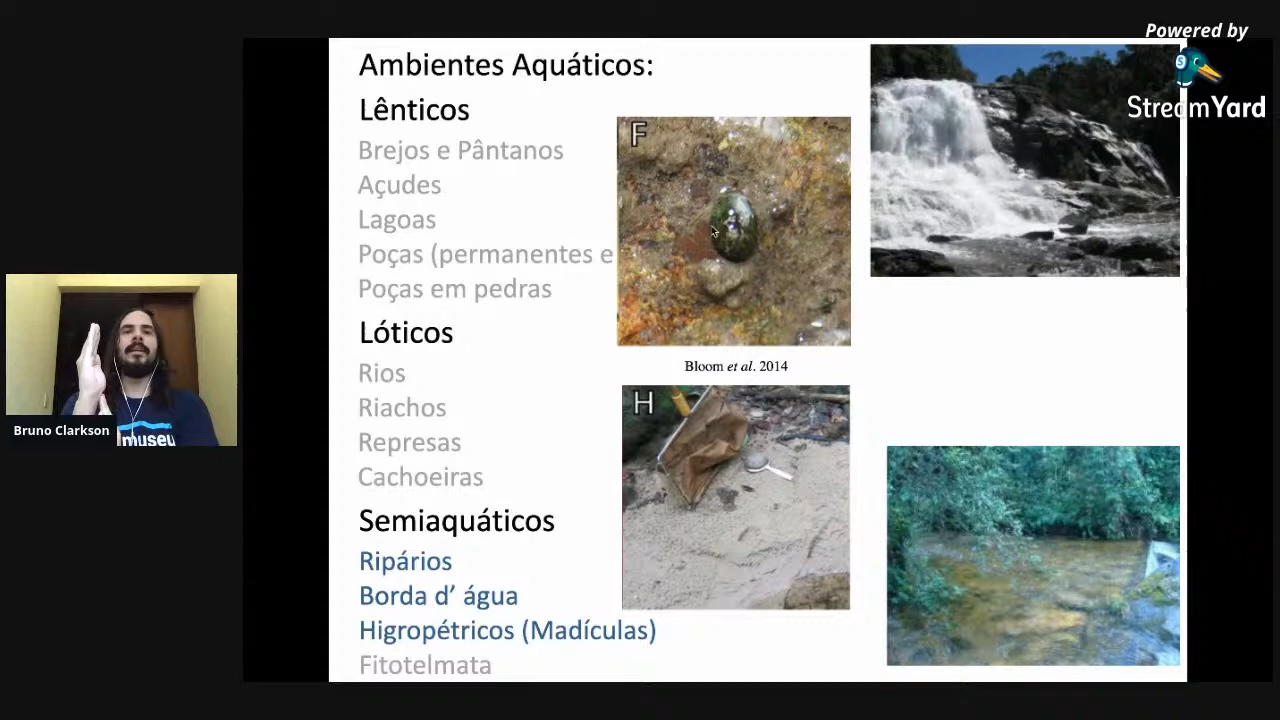 Powered by
StreamYard
Ambientes Aquáticos:
Lênticos
Brejos e Pântanos
Açudes
Lagoas
Poças (permanentes e
Poças em pedras
Lóticos
Rios
Riachos
Represas
Cachoeiras
Semiaquáticos
Ripários
Borda d’ água
Higropétricos (Madículas)
Fitotelmata
F
Bloom et al. 2014
H
museu
Bruno Clarkson